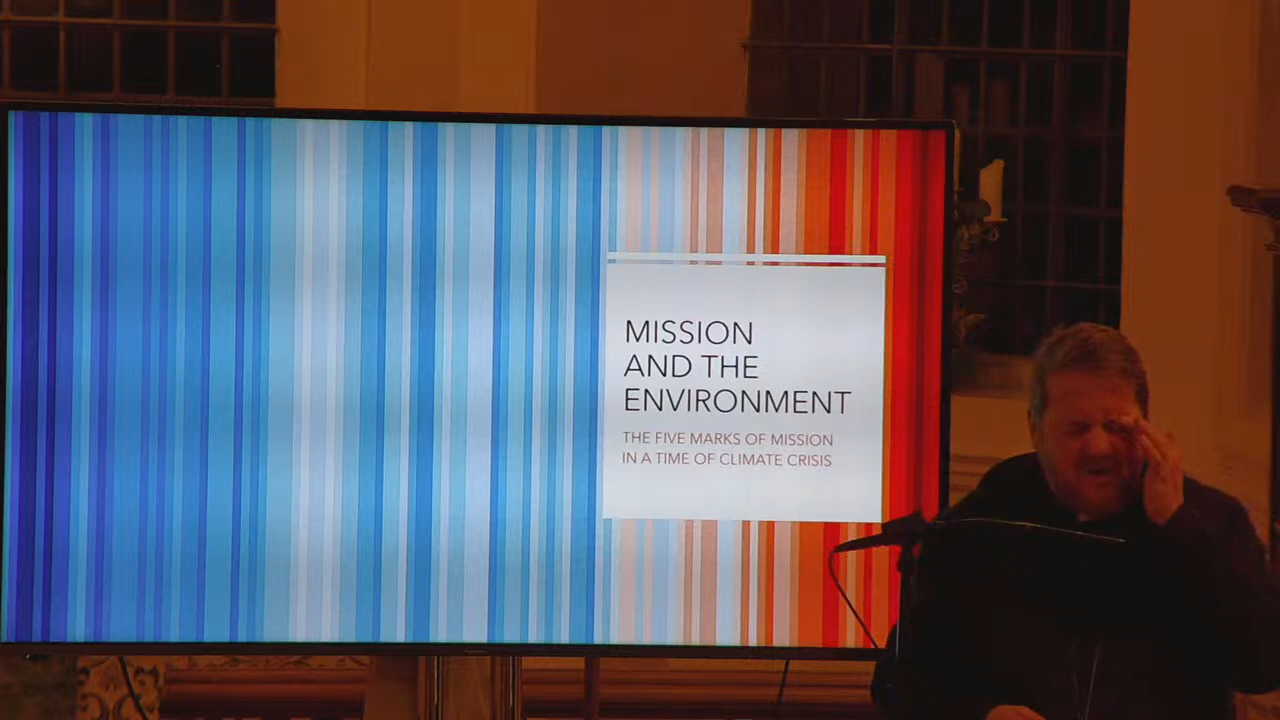 MISSION
AND THE
ENVIRONMENT
THE FIVE MARKS OF MISSION
IN A TIME OF CLIMATE CRISIS